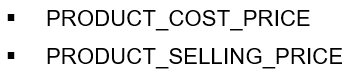 ▪ PRODUCT_COST_PRICE
▪ PRODUCT_SELLING_PRICE